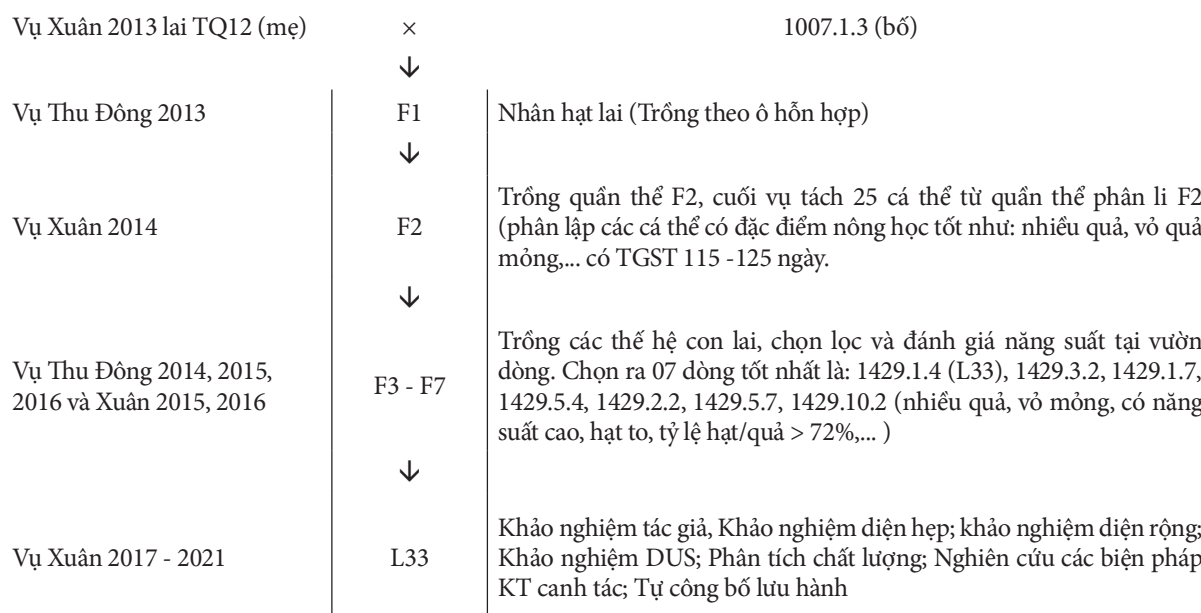 Vụ Xuân 2013 lai TQ12 (mẹ) × 1007.1.3 (bố)
Vụ Thu Đông 2013 F1 Nhân hạt lai (Trồng theo ô hỗn hợp)
Trồng quần thể F2, cuối vụ tách 25 cá thể từ quần thể phân li F2
Vụ Xuân 2014 F2 (phân lập các cá thể có đặc điểm nông học tốt như: nhiều quả, vỏ quả
mỏng,... có TGST 115 -125 ngày.
Vụ Thu Đông 2014, 2015,
2016 và Xuân 2015, 2016
F3 - F7
Trồng các thế hệ con lai, chọn lọc và đánh giá năng suất tại vườn
dòng. Chọn ra 07 dòng tốt nhất là: 1429.1.4 (L33), 1429.3.2, 1429.1.7,
1429.5.4, 1429.2.2, 1429.5.7, 1429.10.2 (nhiều quả, vỏ mỏng, có năng
suất cao, hạt to, tỷ lệ hạt/quả > 72%,... )
Khảo nghiệm tác giả, Khảo nghiệm diện hẹp; khảo nghiệm diện rộng;
Vụ Xuân 2017 - 2021 L33 Khảo nghiệm DUS; Phân tích chất lượng; Nghiên cứu các biện pháp
KT canh tác; Tự công bố lưu hành